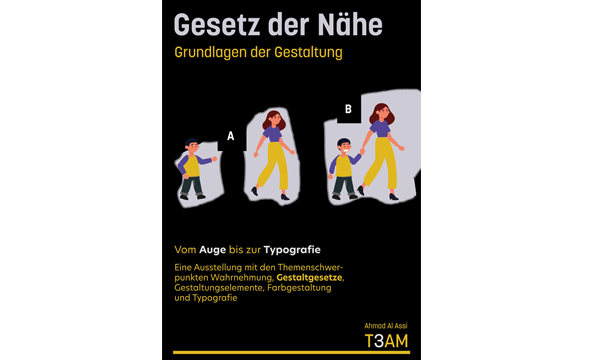 Gesetz der Nähe
Grundlagen der Gestaltung
A
B
Vom Auge bis zur Typografie
Eine Ausstellung mit den Themenschwer-
punkten Wahrnehmung, Gestaltgesetze,
Gestaltungselemente, Farbgestaltung
und Typografie
Ahmad Al Assi
T3AM